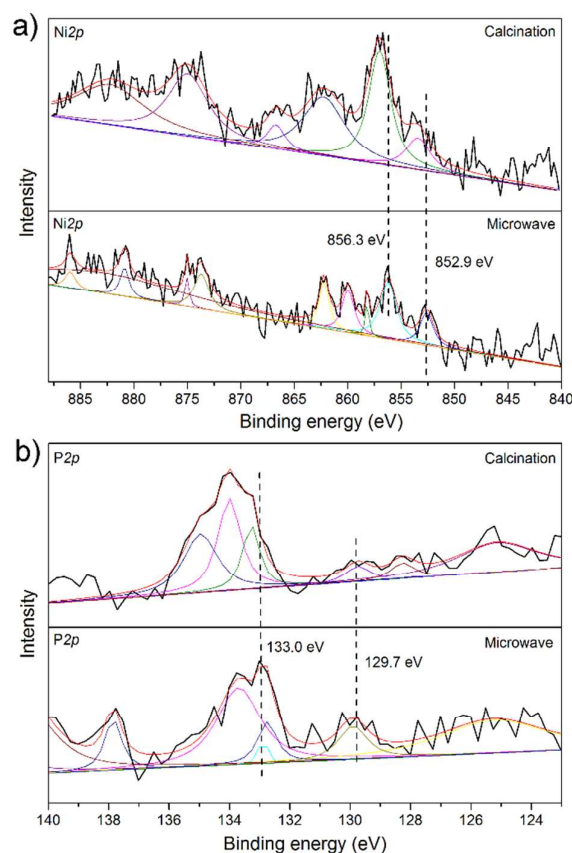 a)
Ni2p
Calcination
Ni2p
Microwave
856.3 eV
852.9 eV
Intensity
885 880 875 870 865 860 855 850 845 840
Binding energy (eV)
b)
P2p
Calcination
P2p
Microwave
133.0 eV
129.7 eV
Intensity
140 138 136 134 132 130 128 126 124
Binding energy (eV)